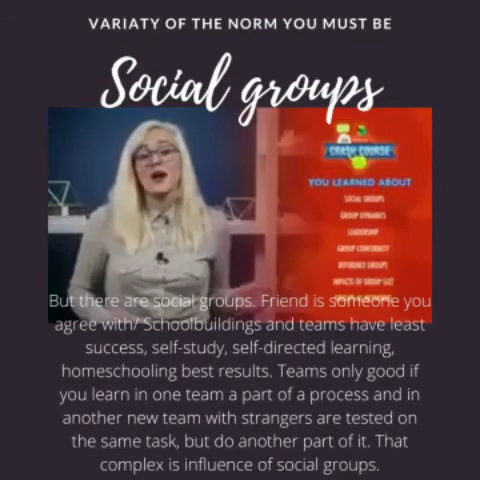 VARIATY OF THE NORM YOU MUST BE
Social groups
CRASH COURSE
YOU LEARNED ABOUT
SOCIAL GROUPS
GROUP DYNAMICS
LEADERSHIP
GROUP CONFORMITY
REFERENCE GROUPS
IMPACTS OF GROUP SIZE
But there are social groups. Friend is someone you
agree with/ Schoolbuildings and teams have least
success, self-study, self-directed learning,
homeschooling best results. Teams only good if
you learn in one team a part of a process and in
another new team with strangers are tested on
the same task, but do another part of it. That
complex is influence of social groups.